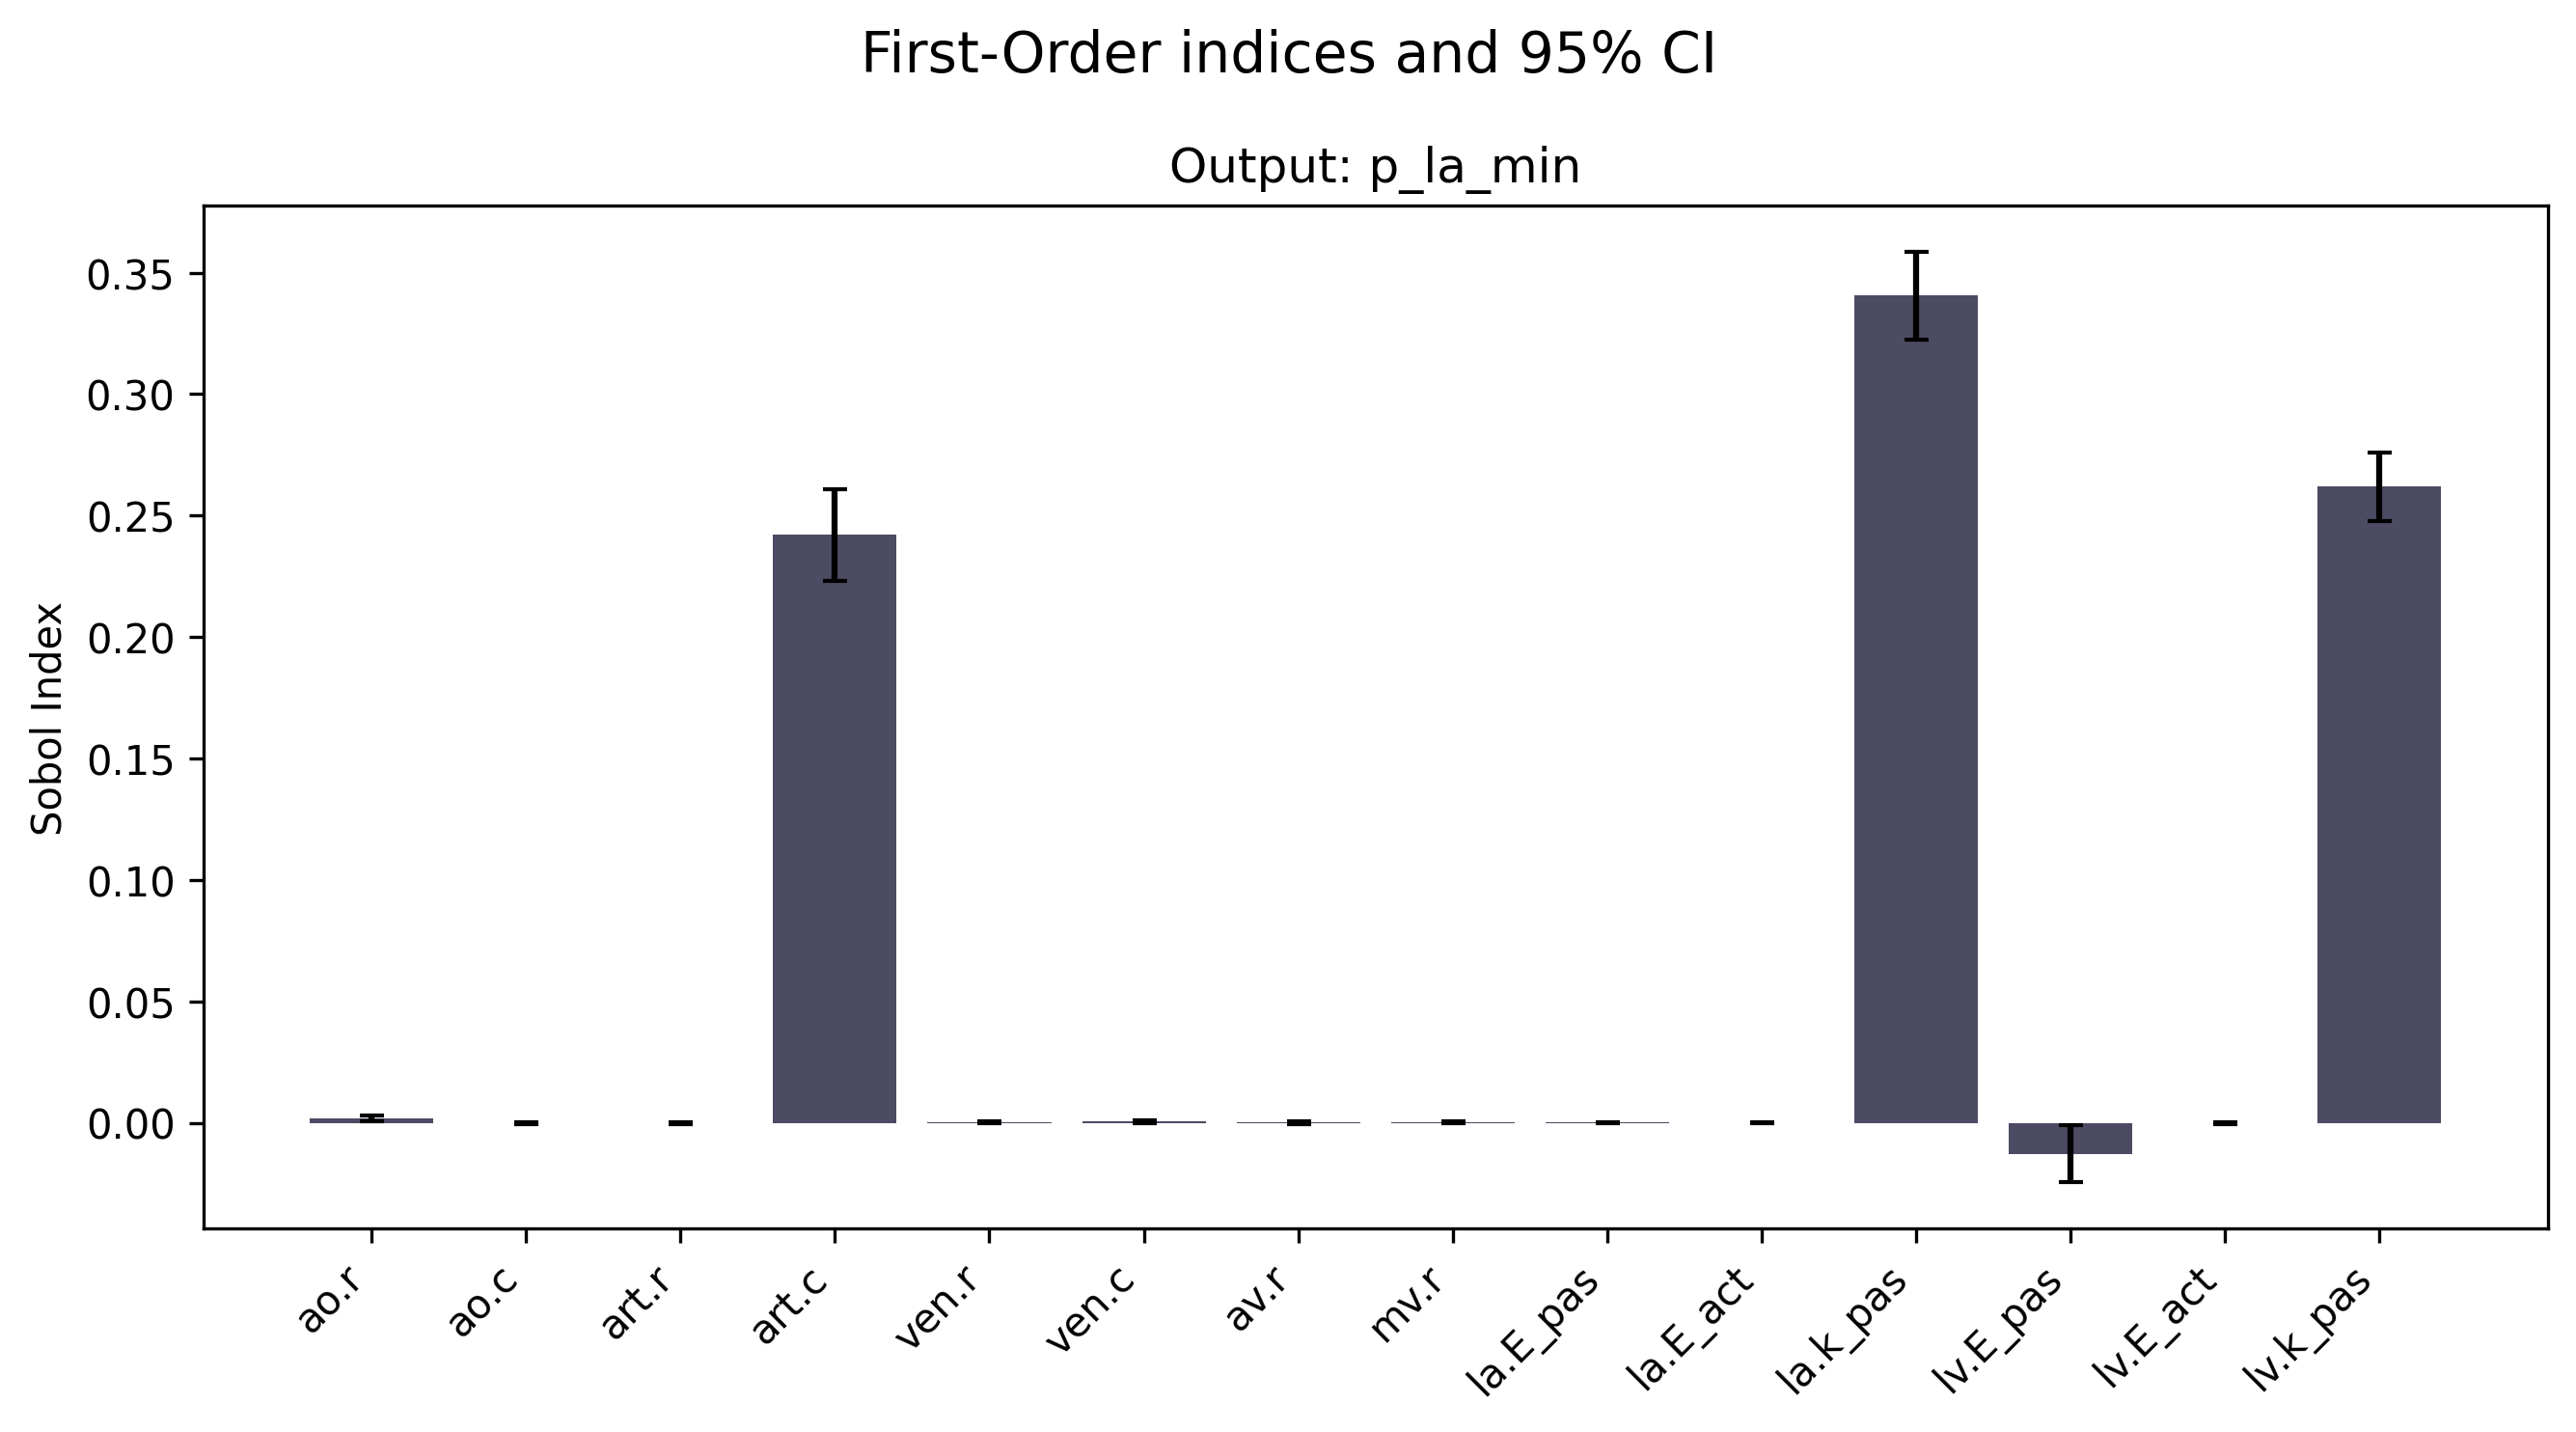 First-Order indices and 95% CI
Output: p_la_min
Sobol Index
0.35
0.30
0.25
0.20
0.15
0.10
0.05
0.00
ao.r
ao.c
art.r
art.c
ven.r
ven.c
av.r
mv.r
la.E_pas
la.E_act
la.k_pas
lv.E_pas
lv.E_act
lv.k_pas